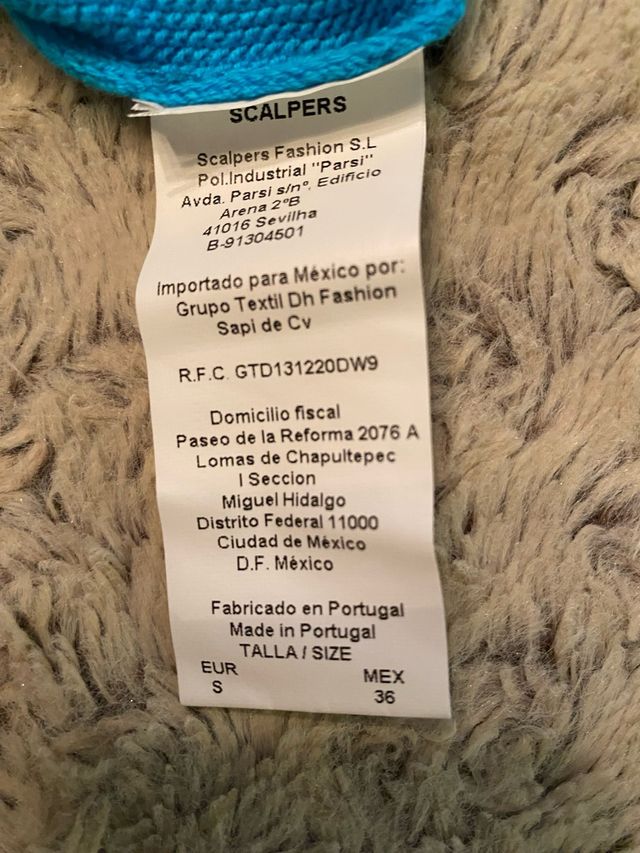 SCALPERS
Scalpers Fashion S.L
Pol.Industrial "Parsi"
Avda. Parsi s/nº, Edificio
Arena 2ºB
41016 Sevilha
B-91304501
Importado para México por:
Grupo Textil Dh Fashion
Sapi de Cv
R.F.C. GTD131220DW9
Domicilio fiscal
Paseo de la Reforma 2076 A
Lomas de Chapultepec
I Seccion
Miguel Hidalgo
Distrito Federal 11000
Ciudad de México
D.F. México
Fabricado en Portugal
Made in Portugal
TALLA / SIZE
EUR MEX
S 36